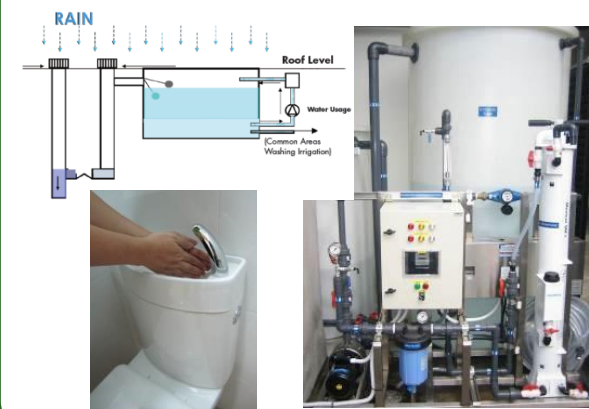 RAIN
Roof Level
Water Usage
(Common Areas
Washing Irrigation)